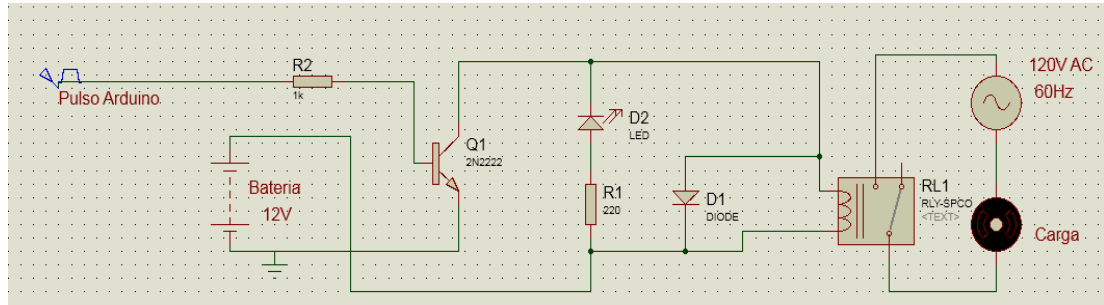 R2
1k
Pulso Arduino
Q1
2N2222
Bateria
12V
D2
LED
R1
220
D1
DIODE
RL1
RLY-SPCO
<TEXT>
120V AC
60Hz
Carga